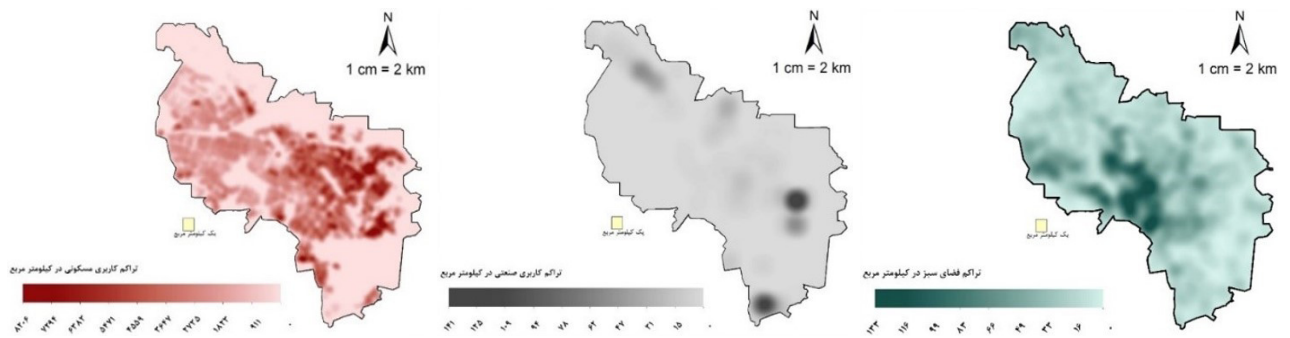 N
1 cm = 2 km
یک کیلومتر مربع
تراکم کاربری مسکونی در کیلومتر مربع
۸۲۰۶ ۷۲۹۴ ۶۳۸۲ ۵۴۷۱ ۴۵۵۹ ۳۶۴۷ ۲۷۳۵ ۱۸۲۳ ۹۱۱ ۰
N
1 cm = 2 km
یک کیلومتر مربع
تراکم کاربری صنعتی در کیلومتر مربع
۱۴۱ ۱۲۵ ۱۰۹ ۹۴ ۷۸ ۶۲ ۴۷ ۳۱ ۱۵ ۰
N
1 cm = 2 km
یک کیلومتر مربع
تراکم فضای سبز در کیلومتر مربع
۱۳۳ ۱۱۶ ۹۹ ۸۳ ۶۶ ۴۹ ۳۳ ۱۶ ۰